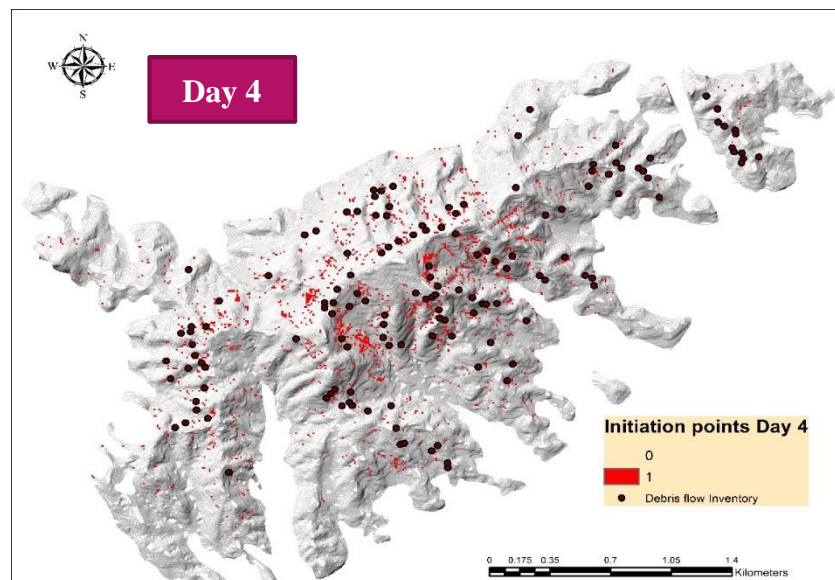 N
W E
S
Day 4
Initiation points Day 4
0
1
Debris flow Inventory
0 0.175 0.35 0.7 1.05 1.4
Kilometers